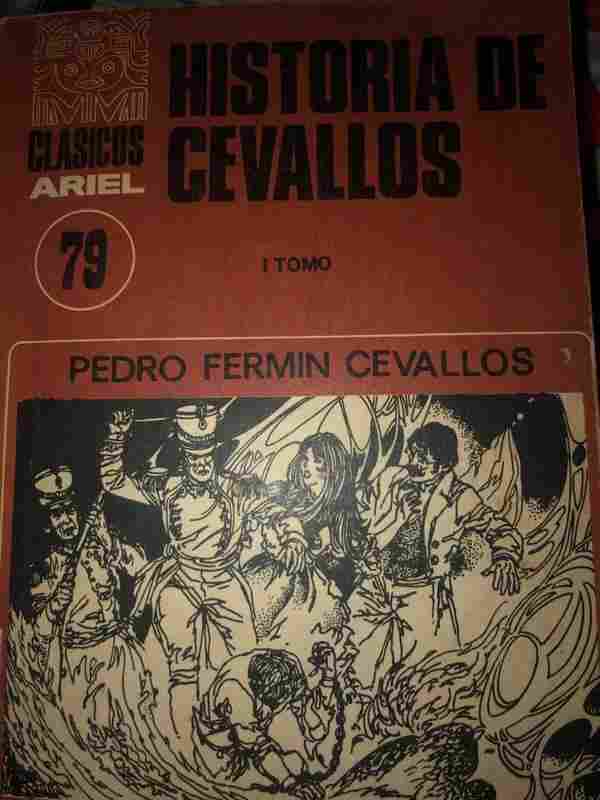 HISTORIA DE
CEVALLOS
CLASICOS
ARIEL
79
I TOMO
PEDRO FERMIN CEVALLOS